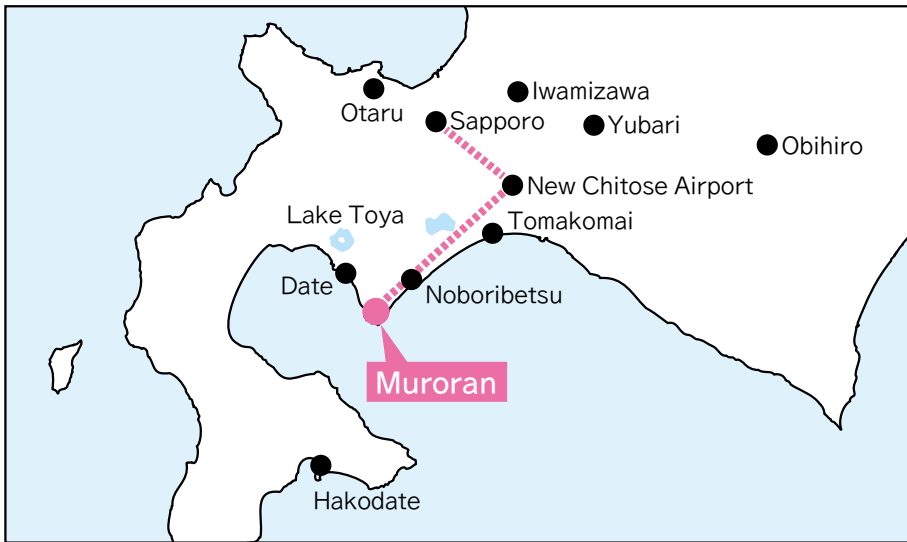 Iwamizawa
Otaru
Sapporo
Yubari
Obihiro
New Chitose Airport
Lake Toya
Tomakomai
Date
Noboribetsu
Muroran
Hakodate